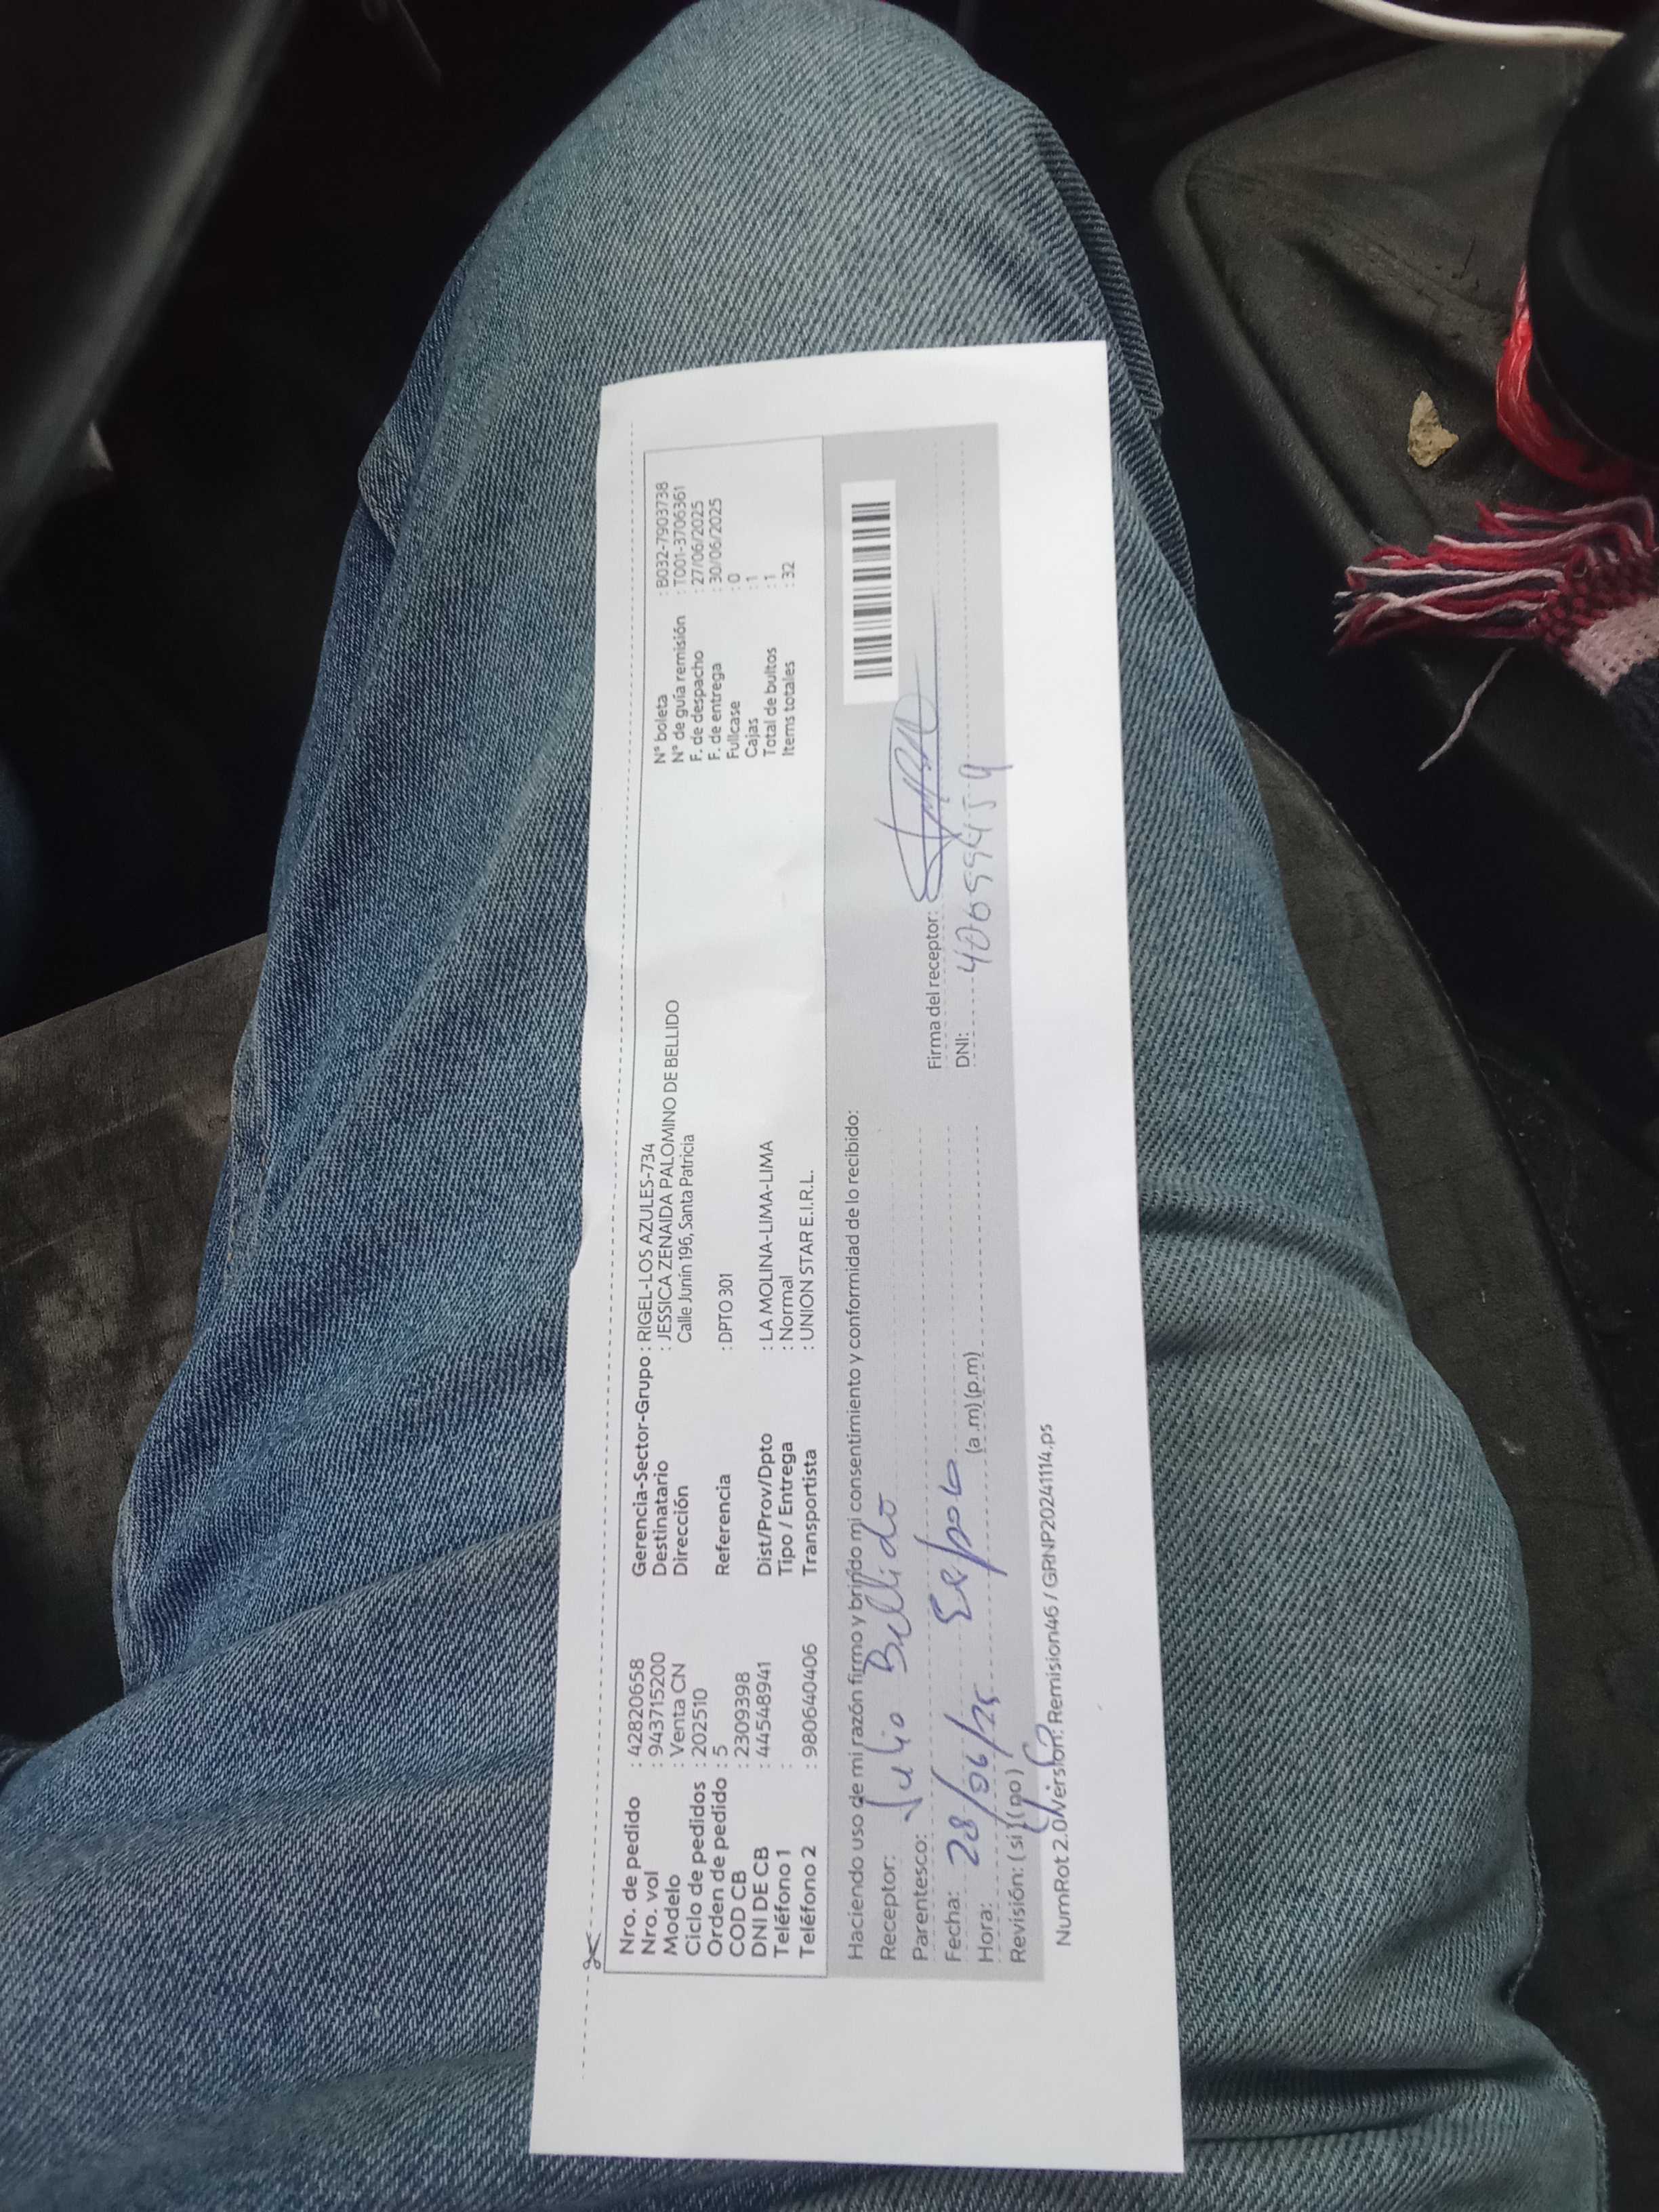 Nro. de pedido : 42820658
Nro. vol : 943715200
Modelo : Venta CN
Ciclo de pedidos : 202510
Orden de pedido : 5
COD CB : 2309398
DNI DE CB : 44548941
Teléfono 1 :
Teléfono 2 : 980640406
Gerencia-Sector-Grupo : RIGEL-LOS AZULES-734
Destinatario : JESSICA ZENAIDA PALOMINO DE BELLIDO
Dirección Calle Junín 196, Santa Patricia
Referencia : DPTO 301
Dist/Prov/Dpto : LA MOLINA-LIMA-LIMA
Tipo / Entrega : Normal
Transportista : UNION STAR E.I.R.L.
N° boleta : B032-7903738
N° de guía remisión : T001-3706361
F. de despacho : 27/06/2025
F. de entrega : 30/06/2025
Fullcase : 0
Cajas : 1
Total de bultos : 1
Items totales : 32
Haciendo uso de mi razón firmo y brindo mi consentimiento y conformidad de lo recibido:
Receptor: Julio Bellido
Parentesco: Esposo
Fecha: 28/06/25
Hora: (a.m) (p.m)
Revisión: ( si ) ( no )
Firma del receptor:
DNI:
NumRot 2.0/Version: Remision46 / GRNP20241114.ps